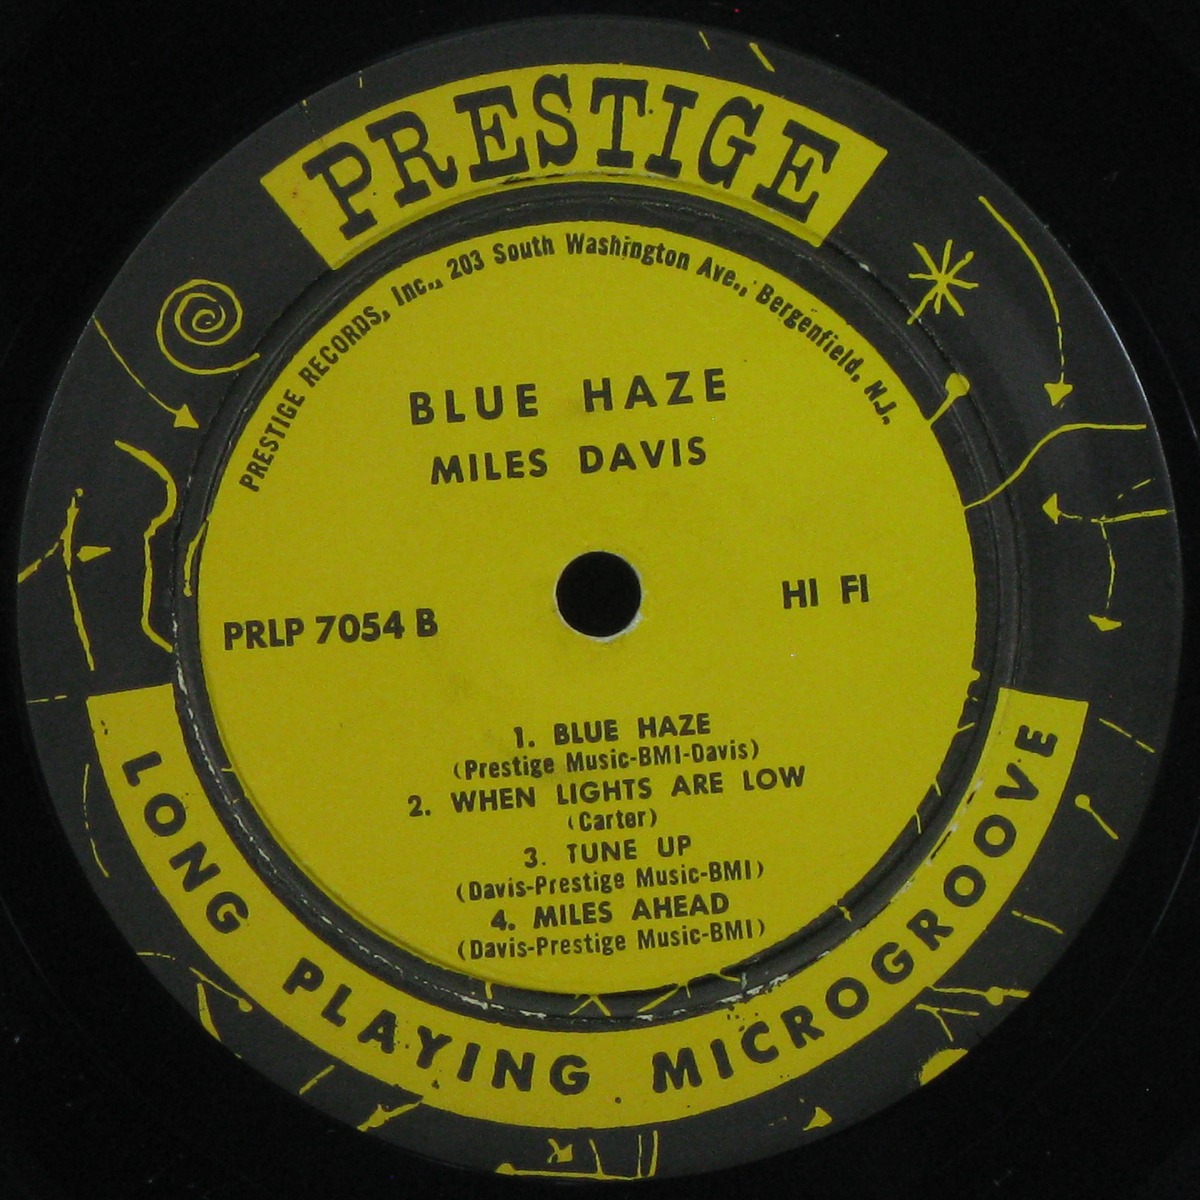 PRESTIGE
PRESTIGE RECORDS, Inc., 203 South Washington Ave., Bergenfield, N.J.
BLUE HAZE
MILES DAVIS
PRLP 7054 B
HI FI
1. BLUE HAZE
(Prestige Music-BMI-Davis)
2. WHEN LIGHTS ARE LOW
(Carter)
3. TUNE UP
(Davis-Prestige Music-BMI)
4. MILES AHEAD
(Davis-Prestige Music-BMI)
LONG PLAYING MICROGROOVE